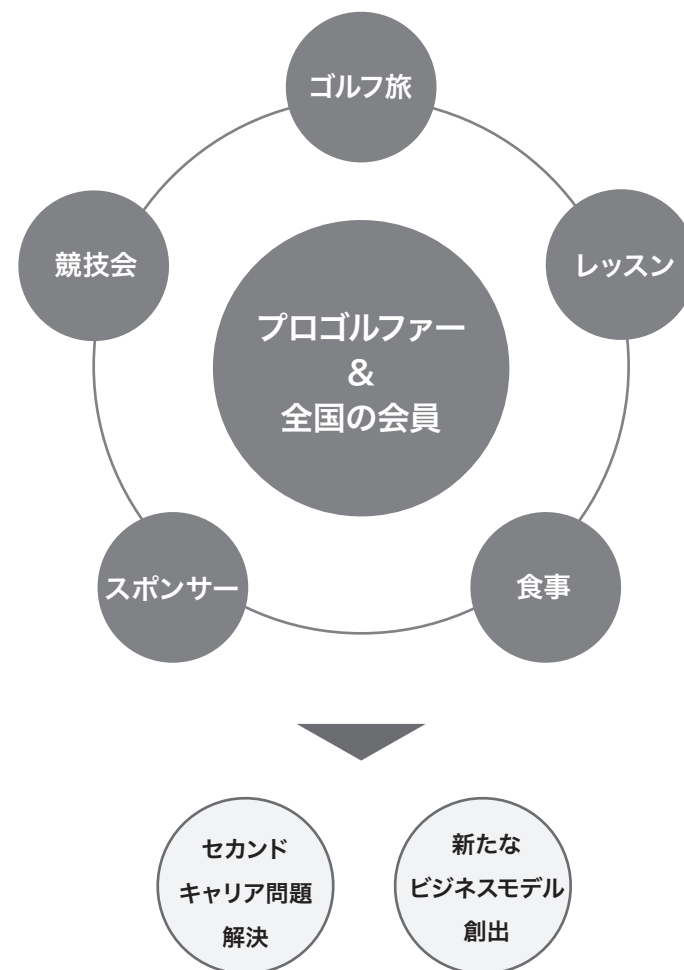 ゴルフ旅
競技会
レッスン
プロゴルファー
&
全国の会員
スポンサー
食事
セカンド
キャリア問題
解決
新たな
ビジネスモデル
創出